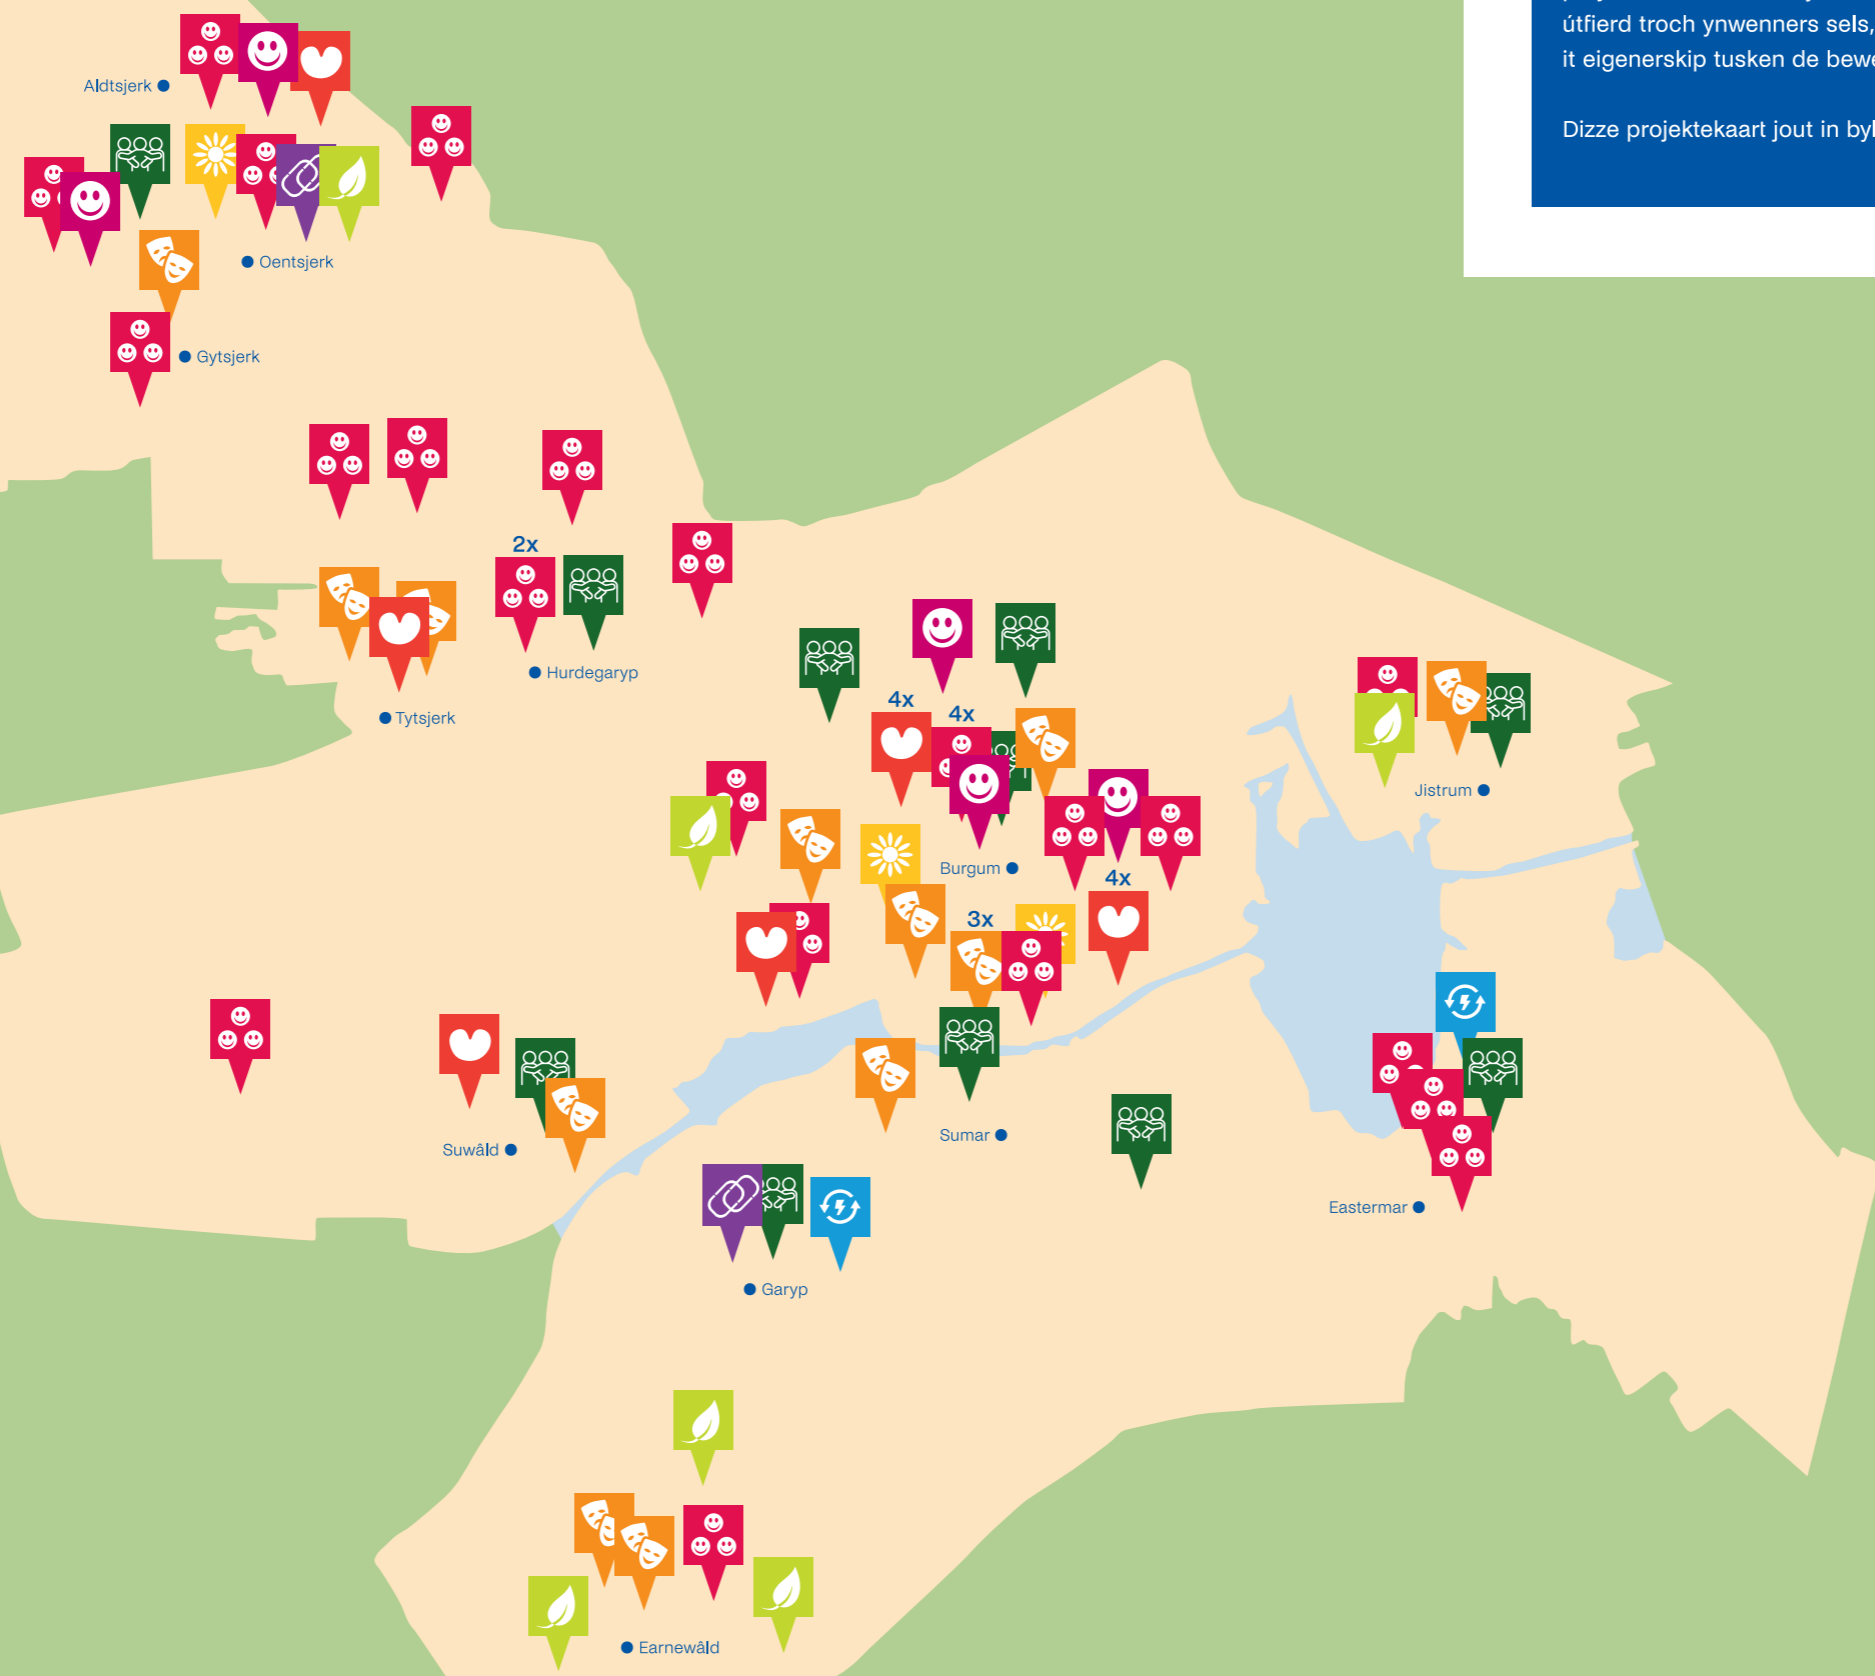 útfierd troch ynwenners sels,
it eigenerskip tusken de bewe
Dizze projektekaart jout in byl
Aldtsjerk
Oentsjerk
Gytsjerk
2x
Hurdegaryp
Tytsjerk
4x
4x
Jistrum
Burgum
4x
3x
Suwâld
Sumar
Eastermar
Garyp
Earnewâld